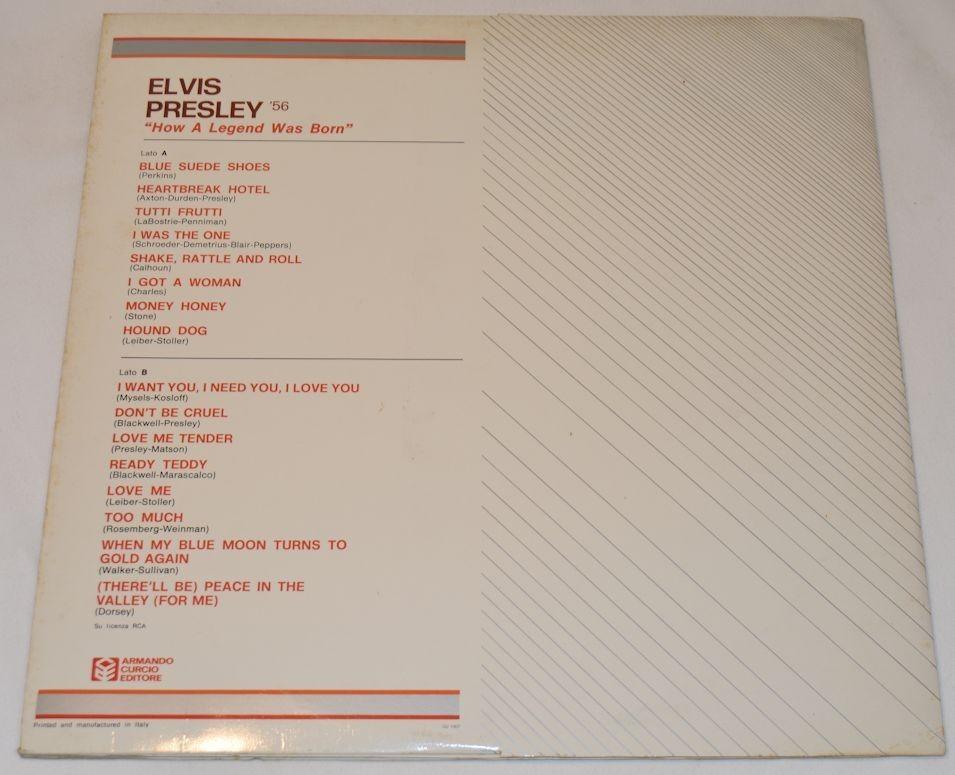 ELVIS
PRESLEY '56
"How A Legend Was Born"
Lato A
BLUE SUEDE SHOES
(Perkins)
HEARTBREAK HOTEL
(Axton-Durden-Presley)
TUTTI FRUTTI
(LaBostrie-Penniman)
I WAS THE ONE
(Schroeder-Demetrius-Blair-Peppers)
SHAKE, RATTLE AND ROLL
(Calhoun)
I GOT A WOMAN
(Charles)
MONEY HONEY
(Stone)
HOUND DOG
(Leiber-Stoller)
Lato B
I WANT YOU, I NEED YOU, I LOVE YOU
(Mysels-Kosloff)
DON'T BE CRUEL
(Blackwell-Presley)
LOVE ME TENDER
(Presley-Matson)
READY TEDDY
(Blackwell-Marascalco)
LOVE ME
(Leiber-Stoller)
TOO MUCH
(Rosemberg-Weinman)
WHEN MY BLUE MOON TURNS TO
GOLD AGAIN
(Walker-Sullivan)
(THERE'LL BE) PEACE IN THE
VALLEY (FOR ME)
(Dorsey)
Su licenza RCA
ARMANDO
CURCIO
EDITORE
Printed and manufactured in Italy